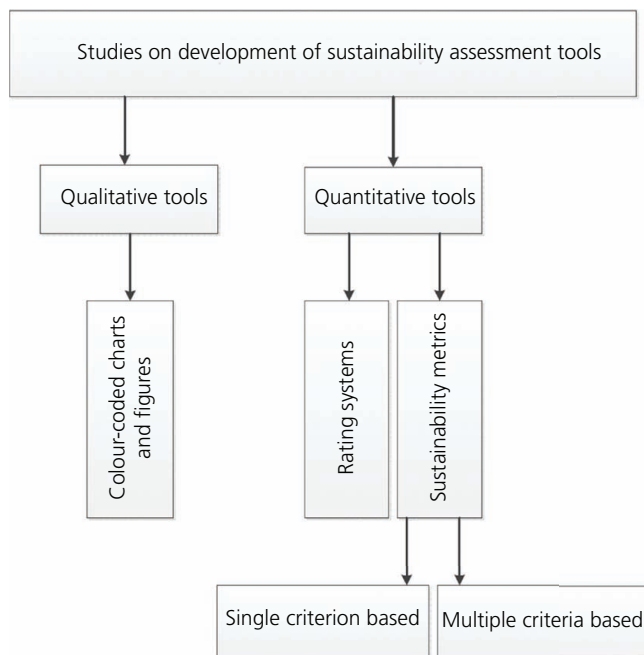 Studies on development of sustainability assessment tools
Qualitative tools
Quantitative tools
Colour-coded charts
and figures
Rating systems
Sustainability metrics
Single criterion based
Multiple criteria based